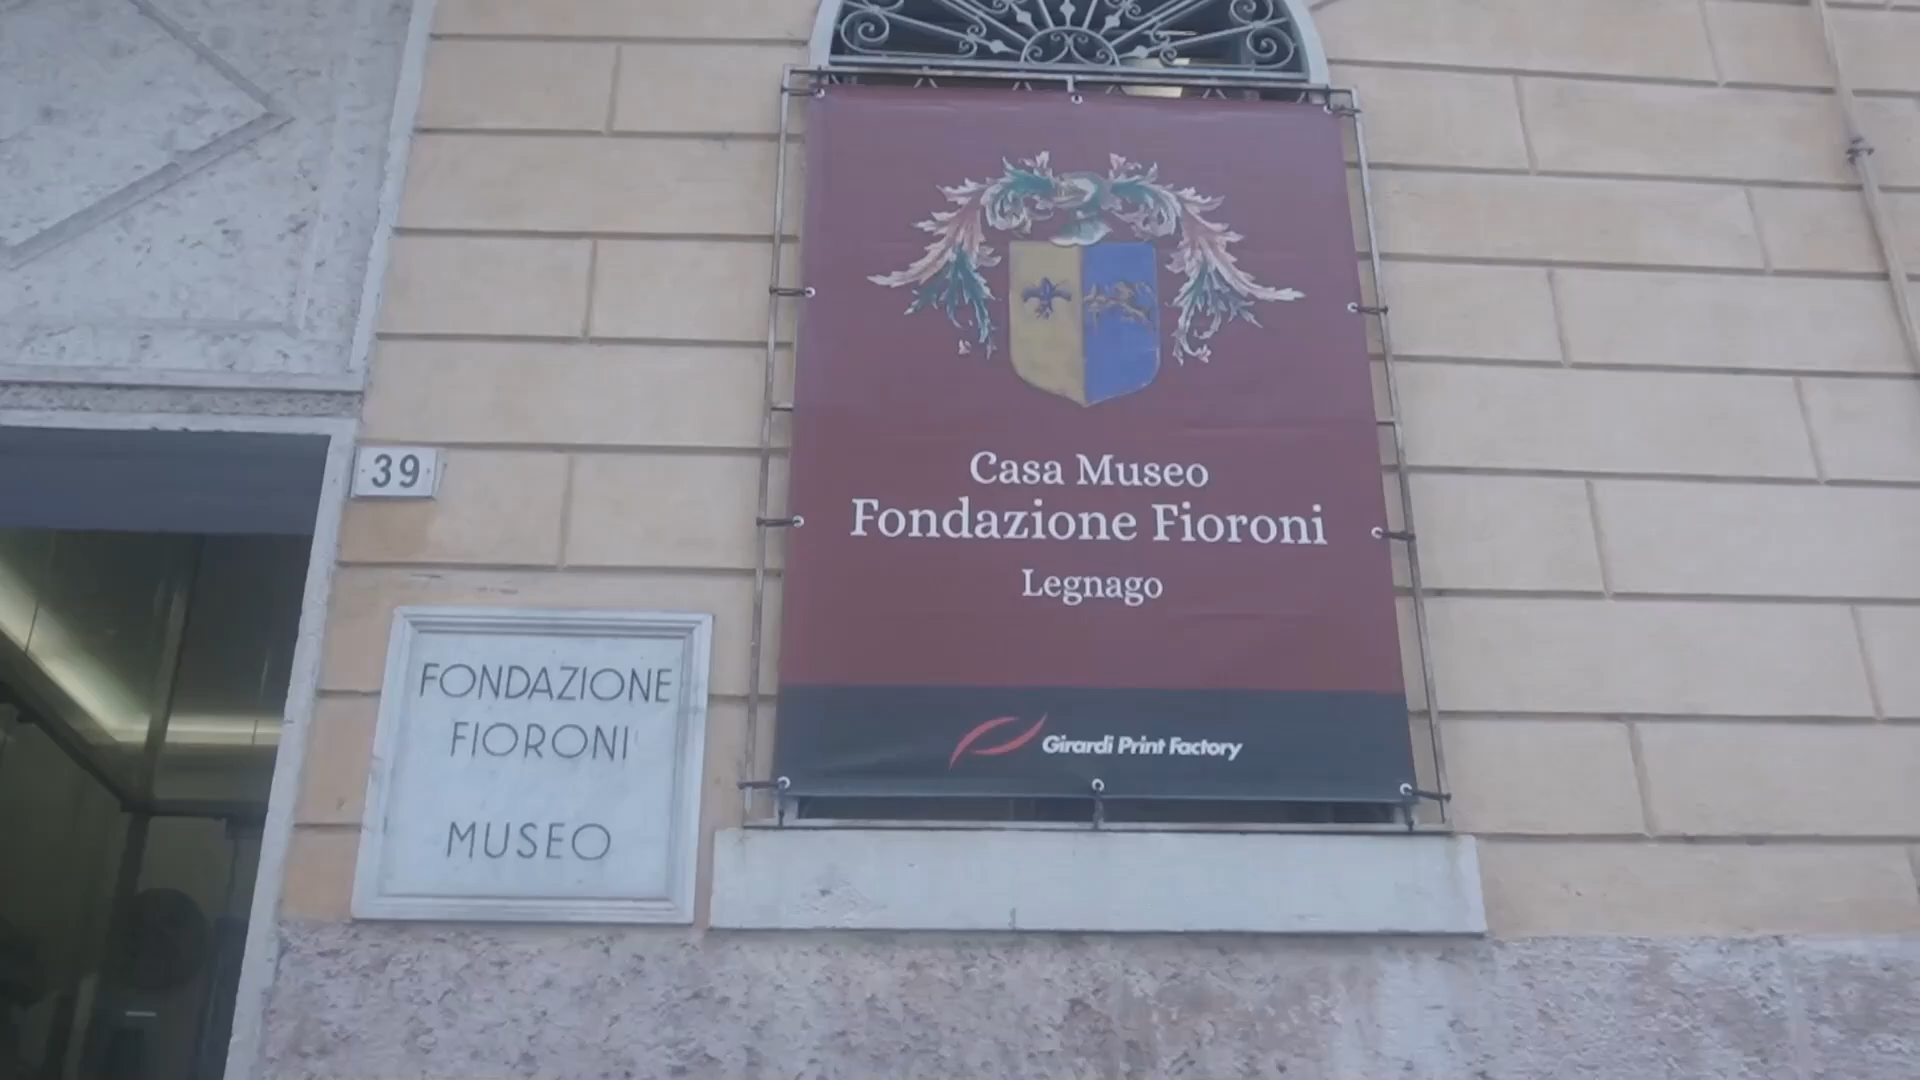 39
FONDAZIONE
FIORONI
MUSEO
Casa Museo
Fondazione Fioroni
Legnago
Girardi Print Factory